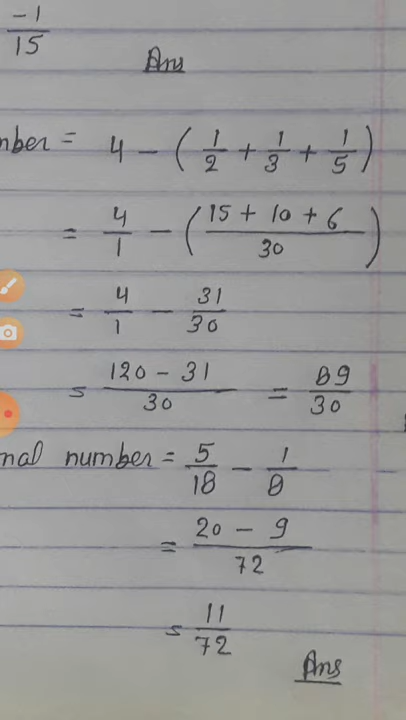 -1/15
Ans
mber = 4 - (1/2 + 1/3 + 1/5)
= 4/1 - (15 + 10 + 6/30)
= 4/1 - 31/30
= 120 - 31/30 = 89/30
nal number = 5/18 - 1/8
= 20 - 9/72
= 11/72
Ans